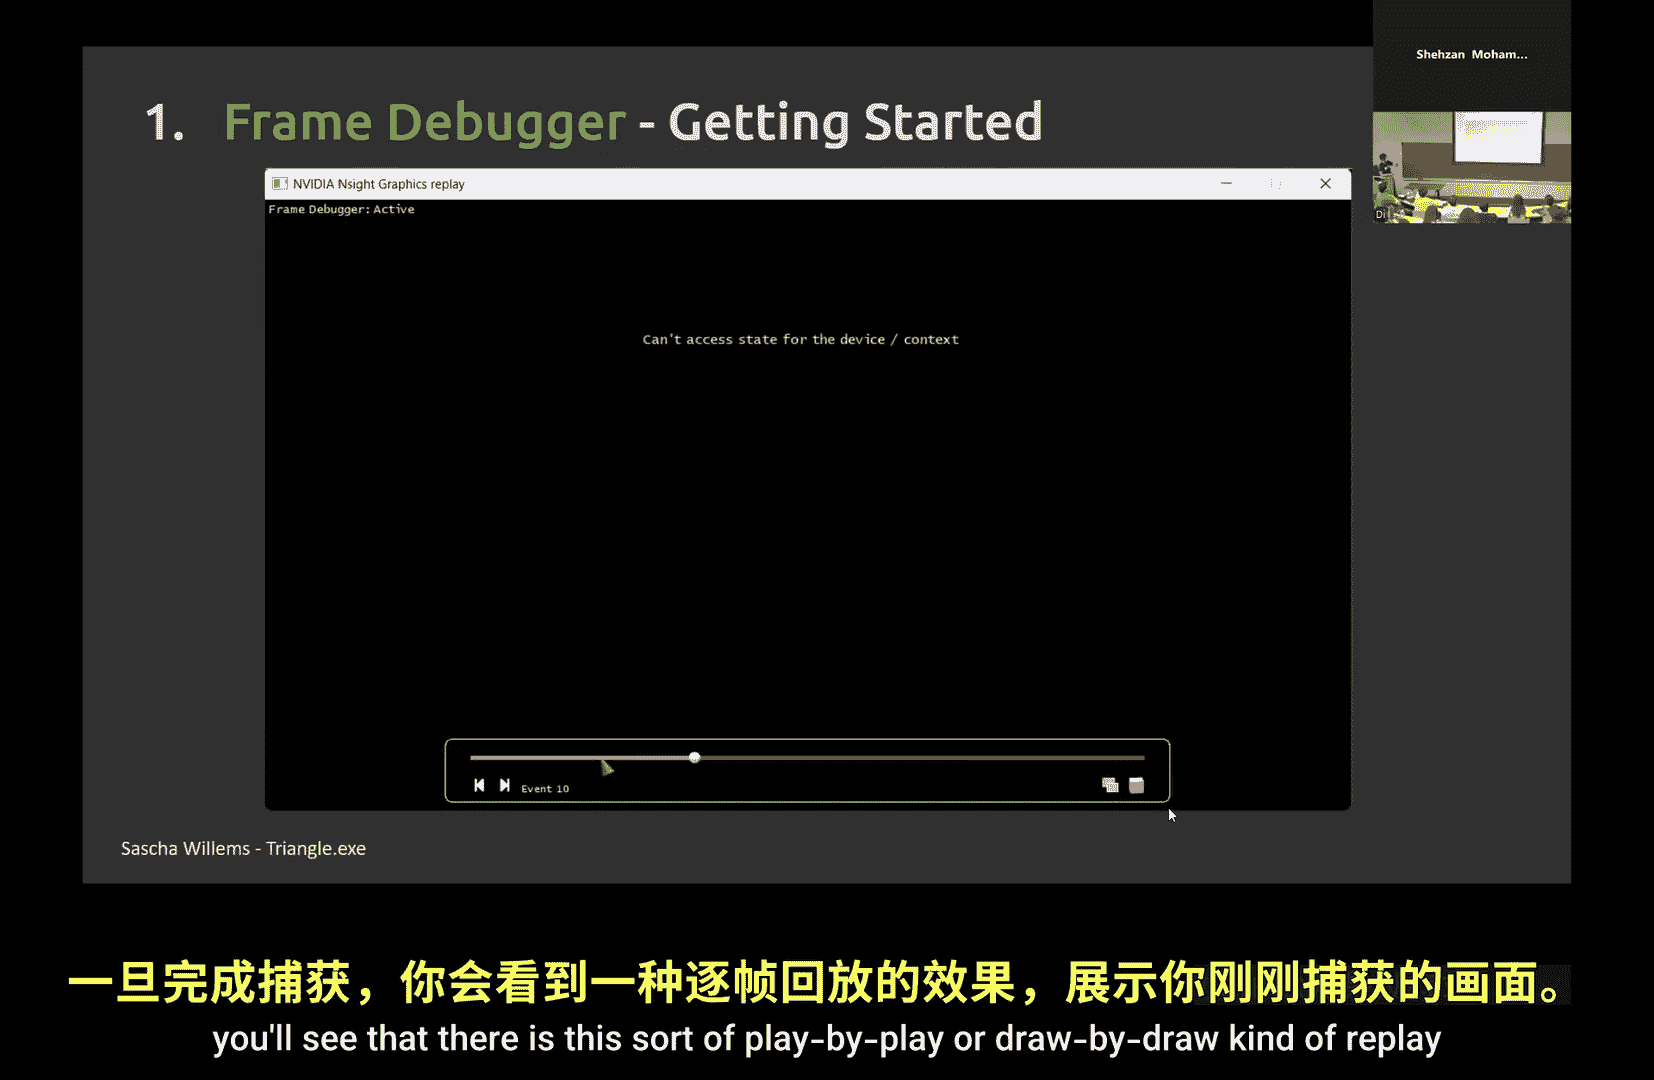 Shehzan Moham...
1. Frame Debugger - Getting Started
NVIDIA Nsight Graphics replay
Frame Debugger: Active
Can't access state for the device / context
Event 10
Sascha Willems - Triangle.exe
一旦完成捕获，你会看到一种逐帧回放的效果，展示你刚刚捕获的画面。
you'll see that there is this sort of play-by-play or draw-by-draw kind of replay